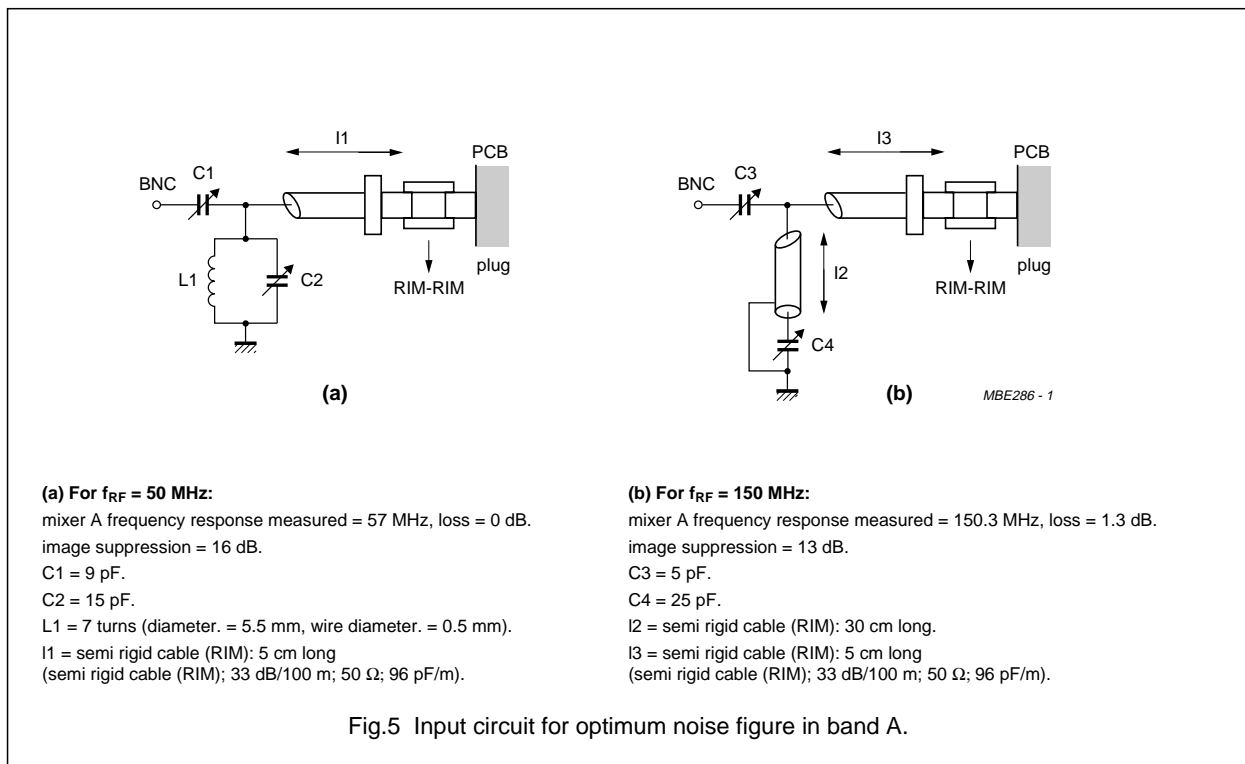 l1
PCB
C1
BNC
L1
C2
RIM-RIM
plug
(a)
l3
PCB
C3
BNC
l2
RIM-RIM
plug
C4
(b)
MBE286 - 1
(a) For fRF = 50 MHz:
mixer A frequency response measured = 57 MHz, loss = 0 dB.
image suppression = 16 dB.
C1 = 9 pF.
C2 = 15 pF.
L1 = 7 turns (diameter. = 5.5 mm, wire diameter. = 0.5 mm).
l1 = semi rigid cable (RIM): 5 cm long
(semi rigid cable (RIM); 33 dB/100 m; 50 Ω; 96 pF/m).
(b) For fRF = 150 MHz:
mixer A frequency response measured = 150.3 MHz, loss = 1.3 dB.
image suppression = 13 dB.
C3 = 5 pF.
C4 = 25 pF.
l2 = semi rigid cable (RIM): 30 cm long.
l3 = semi rigid cable (RIM): 5 cm long
(semi rigid cable (RIM); 33 dB/100 m; 50 Ω; 96 pF/m).
Fig.5 Input circuit for optimum noise figure in band A.